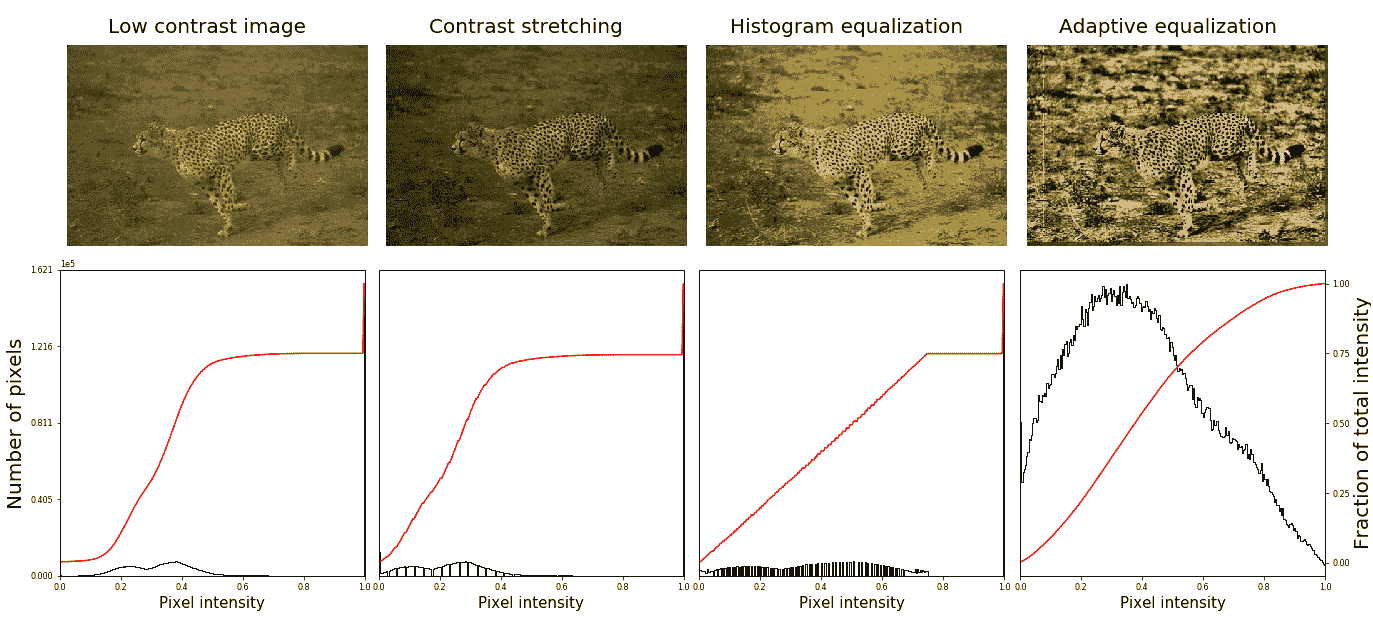 Low contrast image
Contrast stretching
Histogram equalization
Adaptive equalization
1e5
1.621
1.216
0.811
0.405
0.000
Number of pixels
0.0 0.2 0.4 0.6 0.8 1.0
Pixel intensity
0.0 0.2 0.4 0.6 0.8 1.0
Pixel intensity
0.0 0.2 0.4 0.6 0.8 1.0
Pixel intensity
0.0 0.2 0.4 0.6 0.8 1.0
Pixel intensity
1.00
0.75
0.50
0.25
0.00
Fraction of total intensity